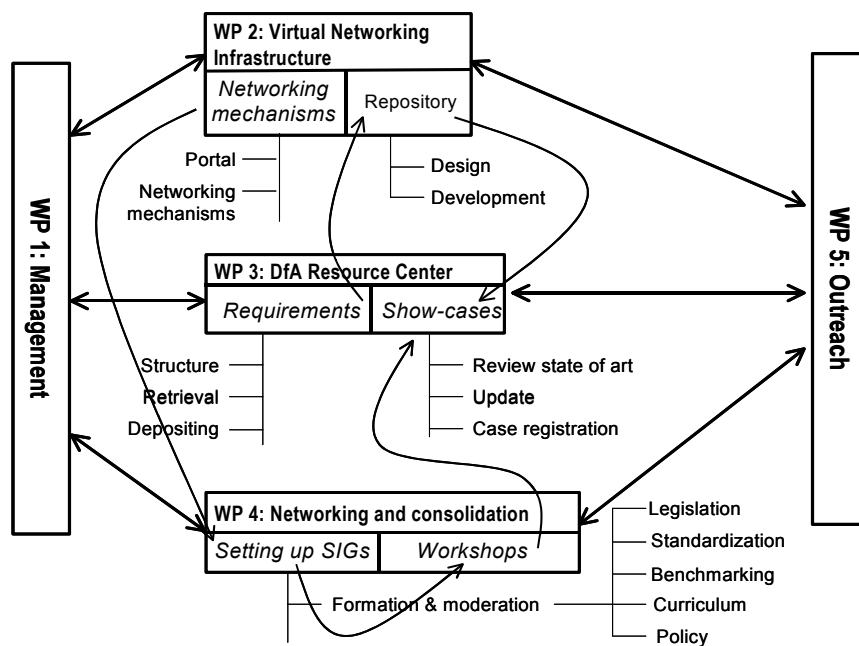 WP 2: Virtual Networking
Infrastructure
Networking
mechanisms
Repository
Portal
Networking
mechanisms
Design
Development
WP 1: Management
WP 5: Outreach
WP 3: DfA Resource Center
Requirements
Show-cases
Structure
Retrieval
Depositing
Review state of art
Update
Case registration
WP 4: Networking and consolidation
Setting up SIGs
Workshops
Formation & moderation
Legislation
Standardization
Benchmarking
Curriculum
Policy